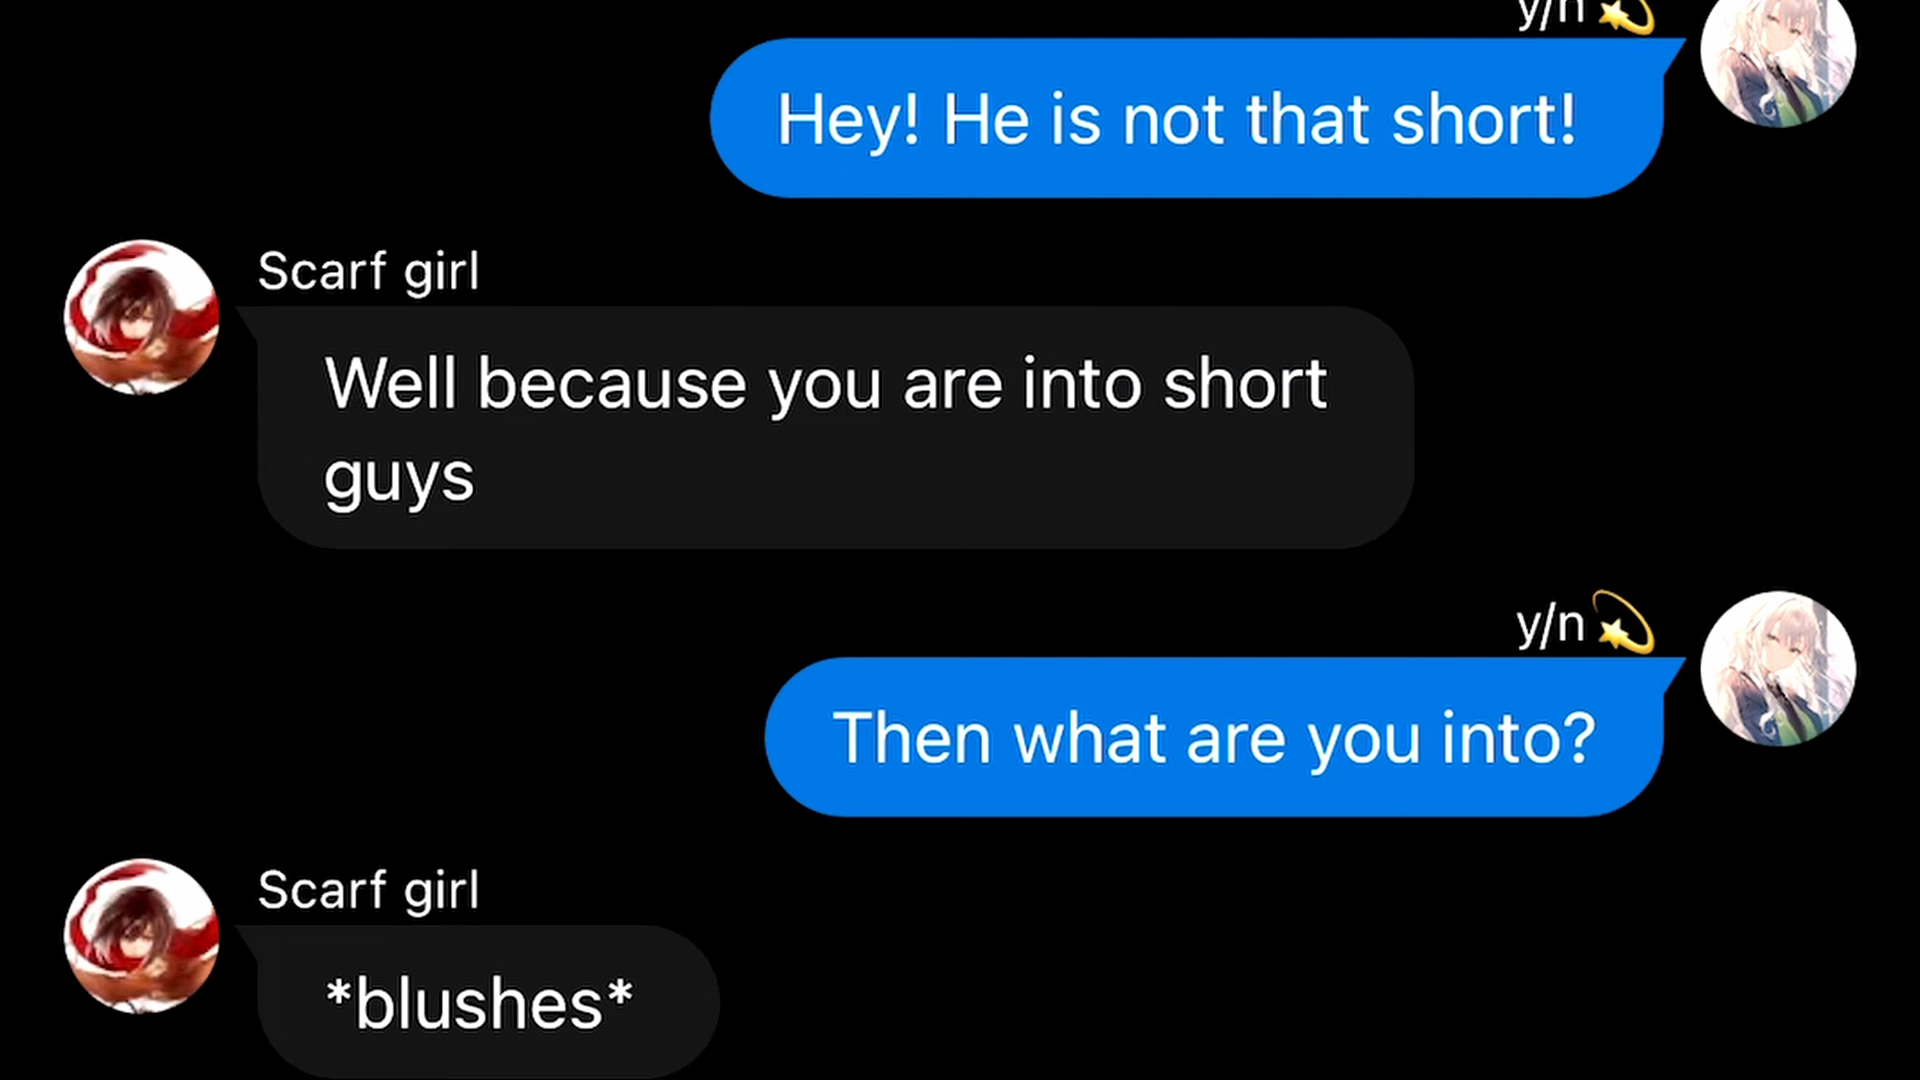 y/n💫
Hey! He is not that short!
Scarf girl
Well because you are into short
guys
y/n💫
Then what are you into?
Scarf girl
*blushes*